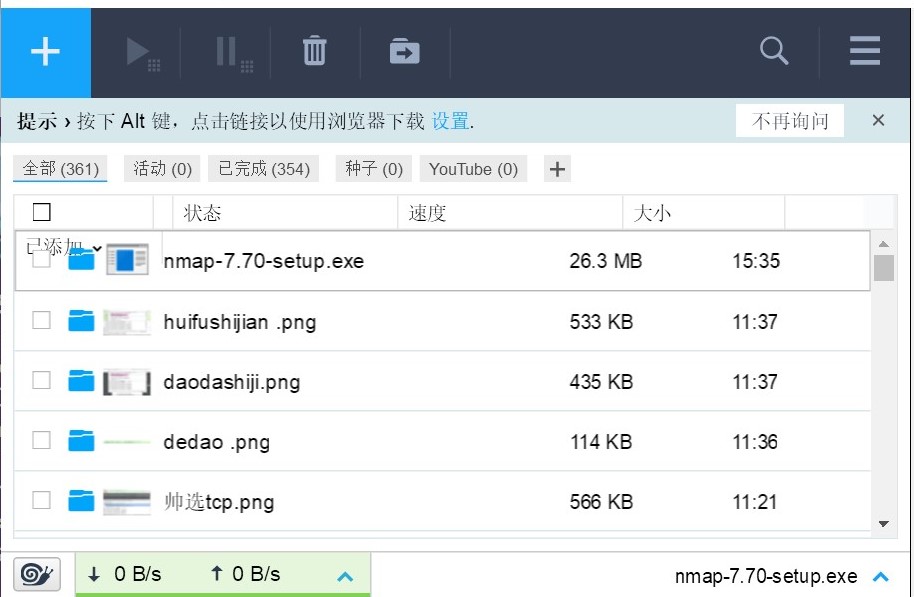 提示 › 按下 Alt 键，点击链接以使用浏览器下载 设置. 不再询问
全部 (361) 活动 (0) 已完成 (354) 种子 (0) YouTube (0)
状态 速度 大小
已添加
nmap-7.70-setup.exe 26.3 MB 15:35
huifushijian .png 533 KB 11:37
daodashiji.png 435 KB 11:37
dedao .png 114 KB 11:36
帅选tcp.png 566 KB 11:21
↓ 0 B/s ↑ 0 B/s nmap-7.70-setup.exe